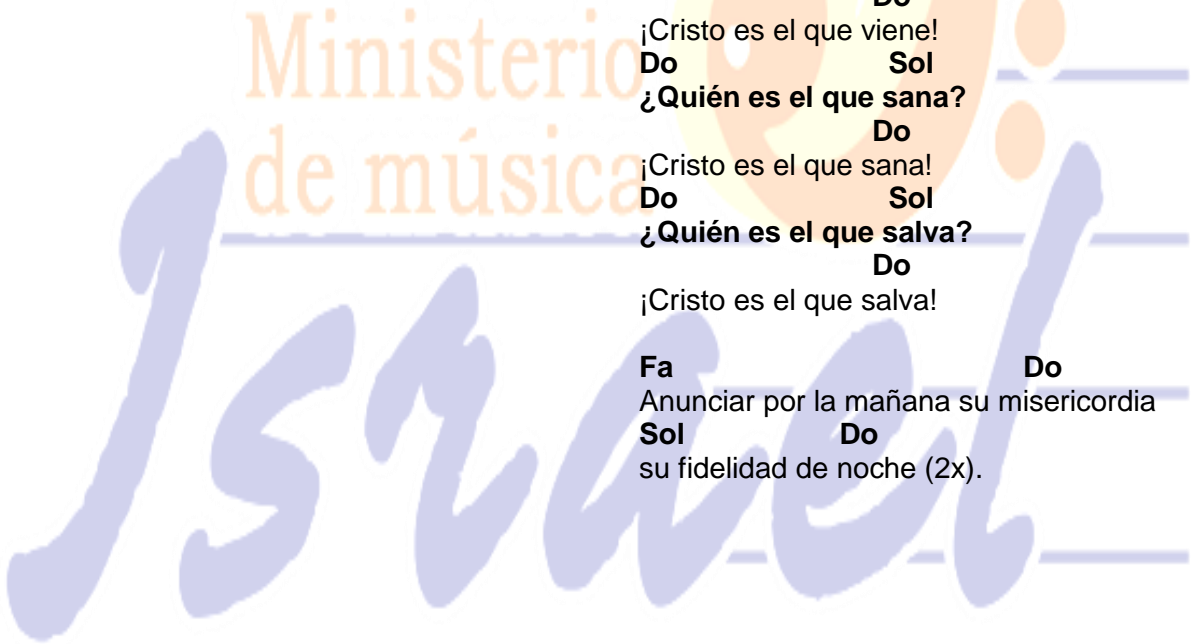 Do
¡Cristo es el que viene!
Do Sol
¿Quién es el que sana?
Do
¡Cristo es el que sana!
Do Sol
¿Quién es el que salva?
Do
¡Cristo es el que salva!
Fa Do
Anunciar por la mañana su misericordia
Sol Do
su fidelidad de noche (2x).
Ministerio
de música
Israel